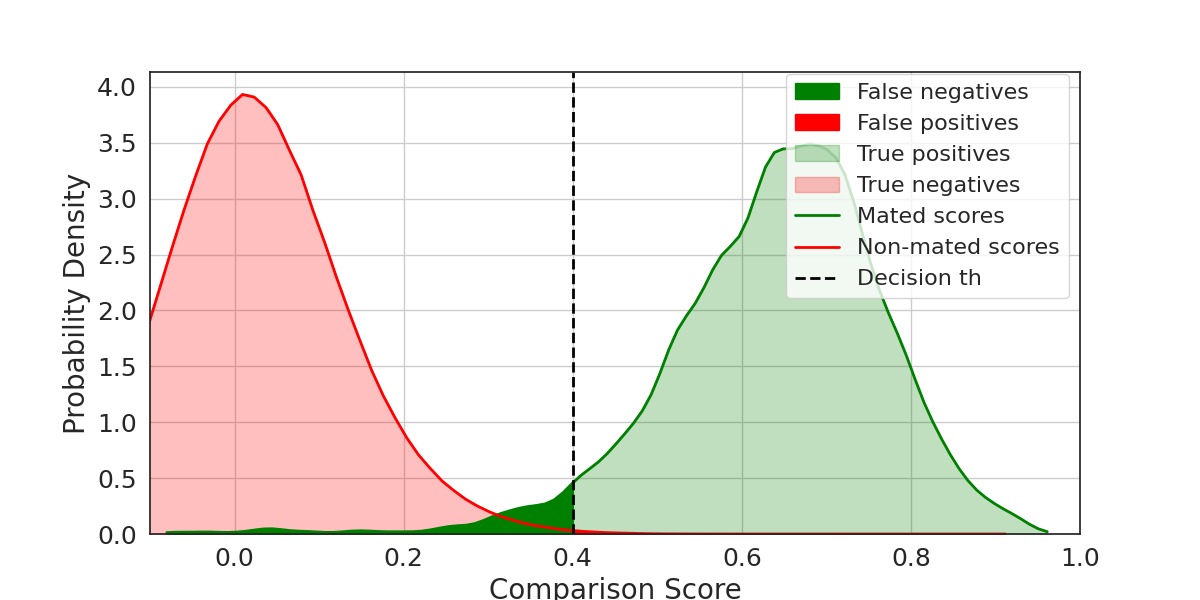 4.0
3.5
3.0
2.5
2.0
1.5
1.0
0.5
0.0
Probability Density
False negatives
False positives
True positives
True negatives
Mated scores
Non-mated scores
Decision th
0.0 0.2 0.4 0.6 0.8 1.0
Comparison Score